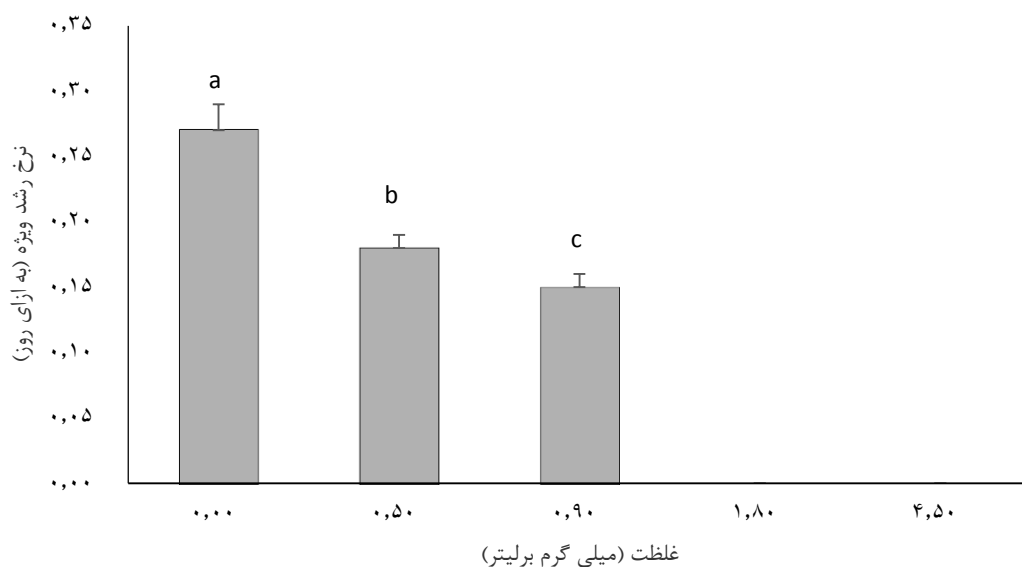 ۰,۳۵
۰,۳۰
۰,۲۵
۰,۲۰
۰,۱۵
۰,۱۰
۰,۰۵
۰,۰۰
نرخ رشد ویژه (به ازای روز)
a
b
c
۰,۰۰ ۰,۵۰ ۰,۹۰ ۱,۸۰ ۴,۵۰
غلظت (میلی گرم برلیتر)